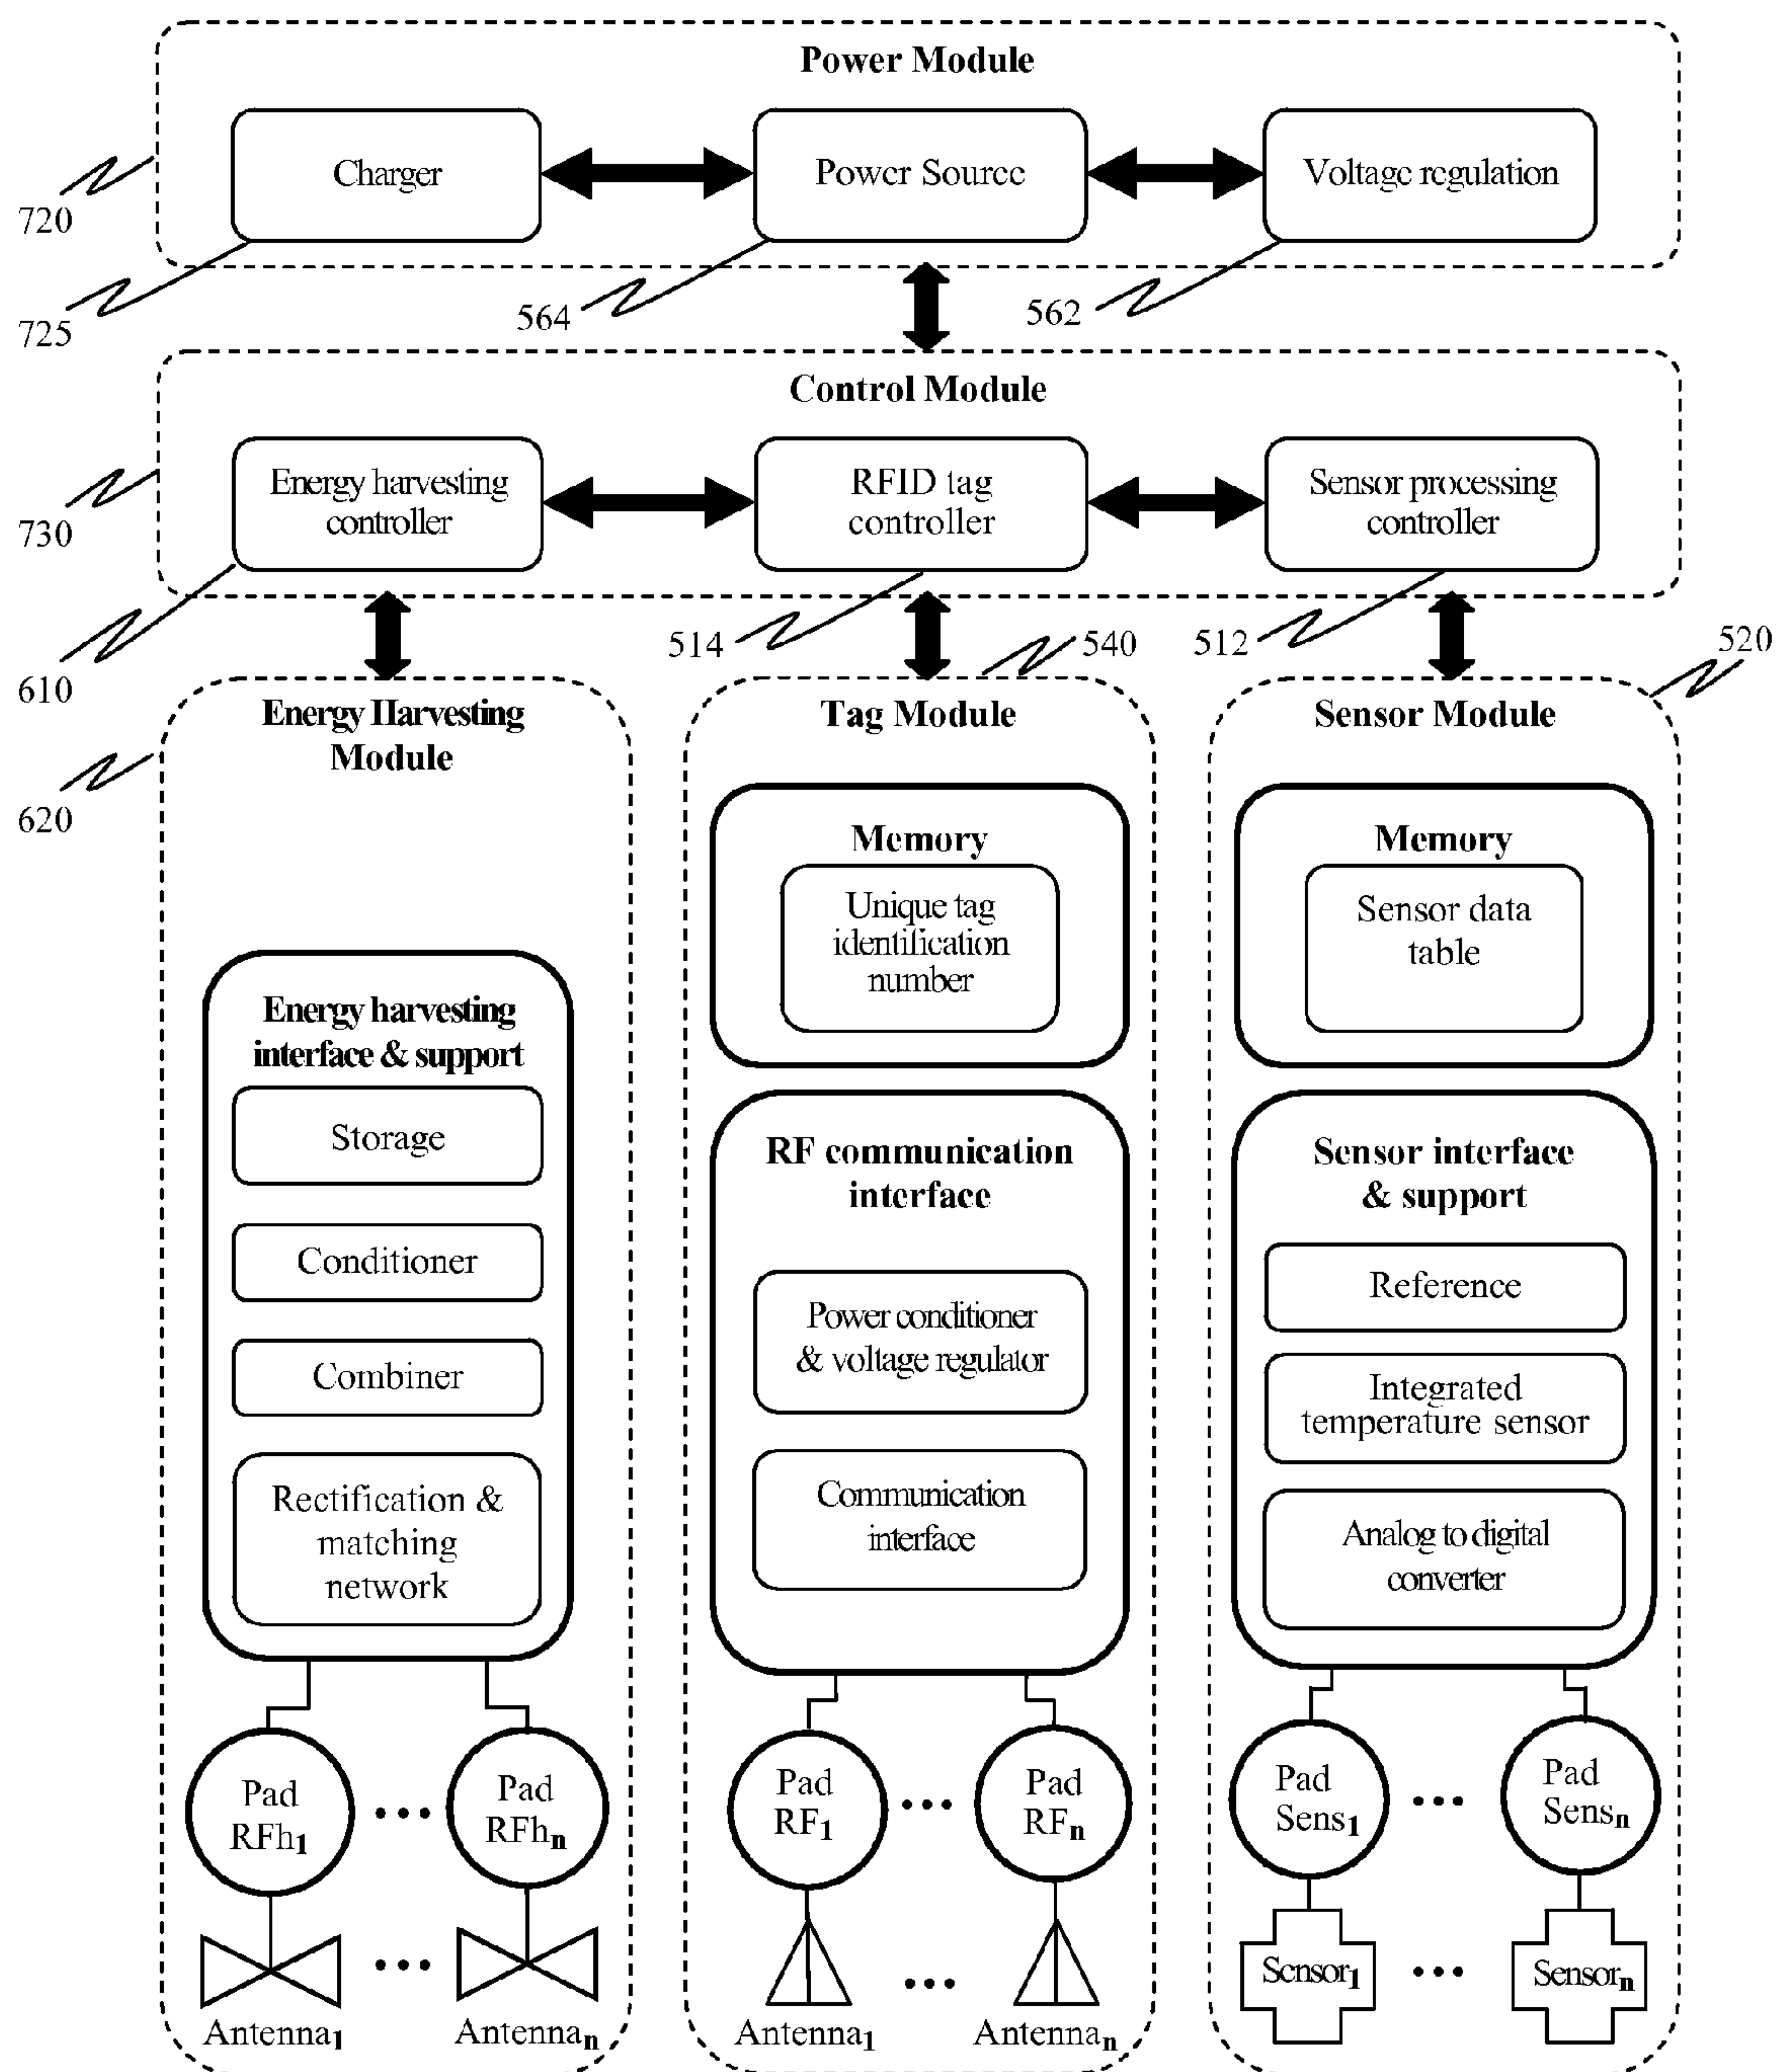 Power Module
Charger
Power Source
Voltage regulation
720
725
564
562
Control Module
Energy harvesting
controller
RFID tag
controller
Sensor processing
controller
730
610
514
540
512
520
Energy Harvesting
Module
620
Energy harvesting
interface & support
Storage
Conditioner
Combiner
Rectification &
matching
network
Pad
RFh1
Pad
RFhn
Antenna1
Antennan
Tag Module
Memory
Unique tag
identification
number
RF communication
interface
Power conditioner
& voltage regulator
Communication
interface
Pad
RF1
Pad
RFn
Antenna1
Antennan
Sensor Module
Memory
Sensor data
table
Sensor interface
& support
Reference
Integrated
temperature sensor
Analog to digital
converter
Pad
Sens1
Pad
Sensn
Sensor1
Sensorn